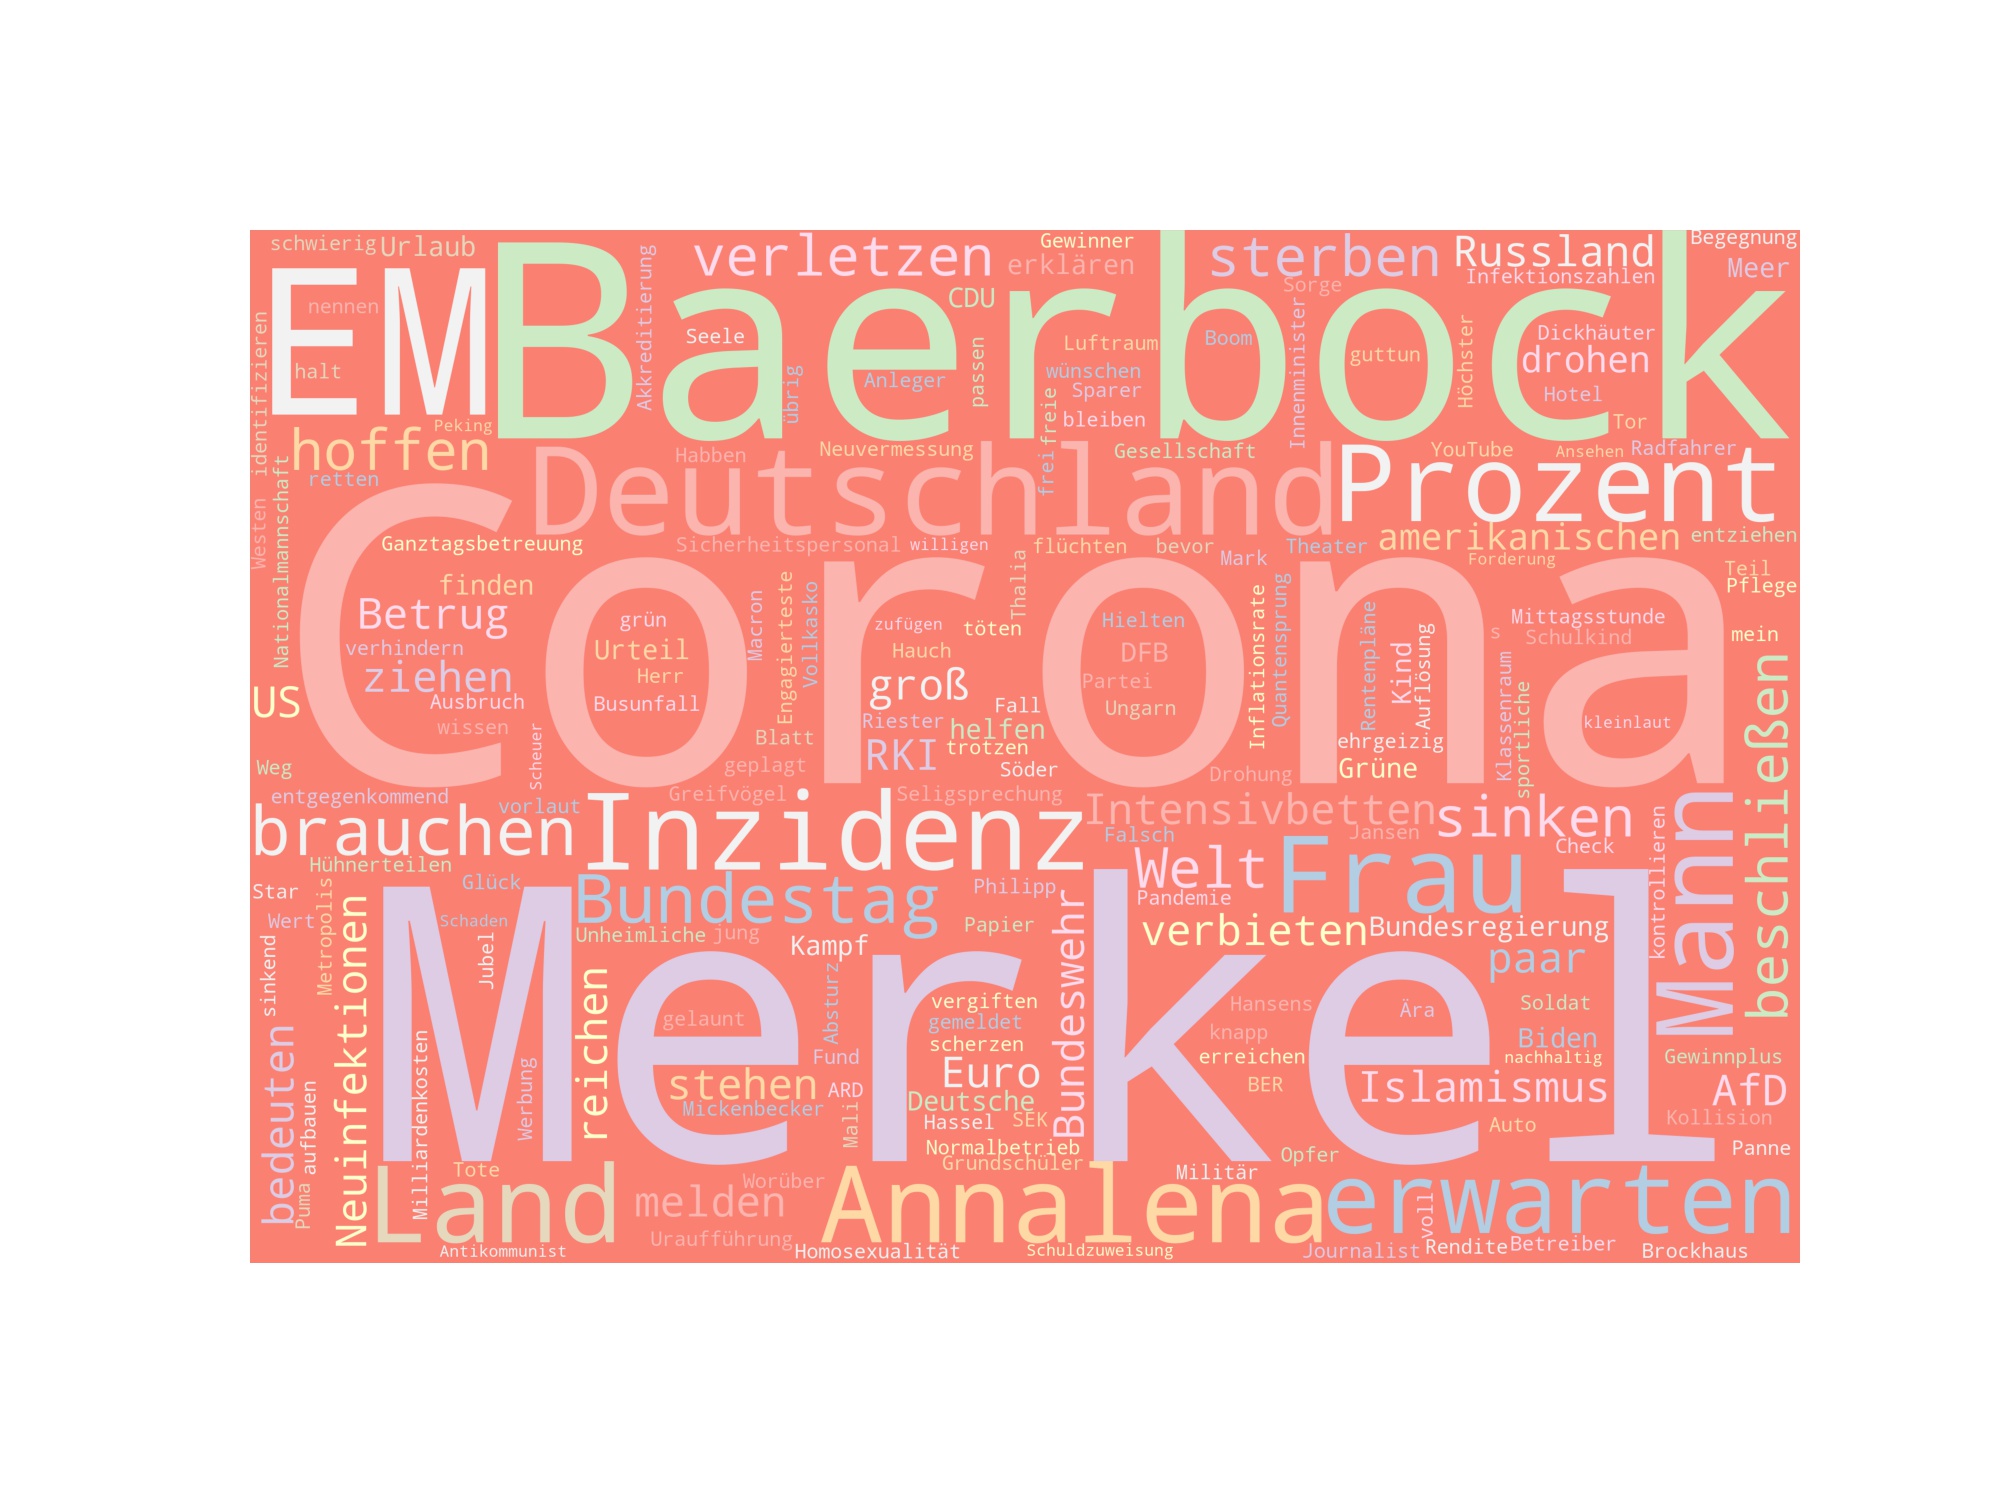 schwierig Urlaub verletzen Gewinner erklären sterben Russland Begegnung
Infektionszahlen Meer
EM Baerbock
nennen halt Akkreditierung Seele CDU Luftraum Sorge Boom guttun Dickhäuter
Anleger übrig passen wünschen Sparer bleiben freifreie Innenminister Höchster drohen Hotel
identifizieren
Westen
Peking Tor
hoffen Habben Neuvermessung Gesellschaft YouTube Ansehen Radfahrer
retten Nationalmannschaft
Deutschland Prozent
Ganztagsbetreuung Sicherheitspersonal willigen flüchten bevor Mark Theater amerikanischen entziehen
Forderung Teil
Pflege
Corona
finden
Betrug grün Macron Engagierteste Vollkasko zufügen töten Thalia Hielten Inflationsrate Quantensprung Rentenpläne Kind Auflösung s Mittagsstunde mein
verhindern Urteil Hauch DFB Schulkind
ziehen Herr groß Partei
US Ausbruch Busunfall Riester Fall Ungarn Klassenraum sportliche kleinlaut beschließen
wissen Scheuer Blatt helfen
RKI trotzen ehrgeizig
Weg geplagt Söder Drohung Grüne
entgegenkommend vorlaut Greifvögel Seligsprechung Intensivbetten sinken
brauchen Inzidenz Falsch Jansen Check kontrollieren Mann
Hühnerteilen Welt Frau
Star Glück Bundestag Philipp Pandemie
Wert Metropolis Schaden
Merkel
Unheimliche jung Papier Bundeswehr verbieten Bundesregierung
sinkend Neuinfektionen Jubel Kampf paar
reichen Absturz vergiften Hansens Ära Soldat
gelaunt gemeldet knapp Biden
bedeuten Milliardenkosten Werbung Fund scherzen erreichen nachhaltig Gewinnplus
stehen ARD Euro BER Islamismus AfD
aufbauen Mickenbecker Mali Deutsche
Hassel SEK Auto Kollision
Normalbetrieb Opfer Panne
Puma Tote Worüber Grundschüler Militär
Land melden Annalena erwarten
voll
Uraufführung
Antikommunist Homosexualität Schuldzuweisung Journalist Rendite Betreiber Brockhaus